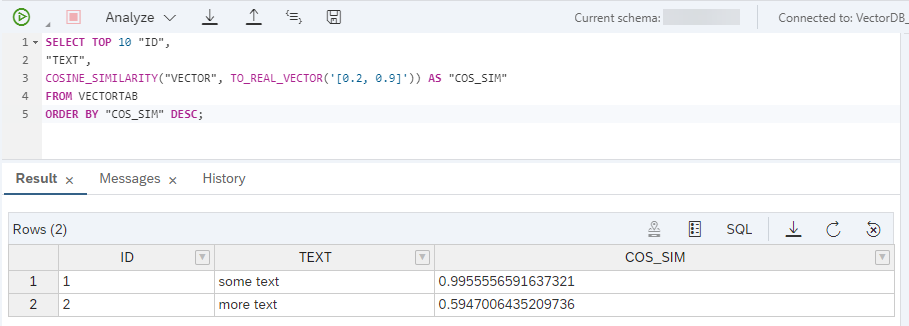 Analyze
Current schema:
Connected to: VectorDB_
1 SELECT TOP 10 "ID",
2 "TEXT",
3 COSINE_SIMILARITY("VECTOR", TO_REAL_VECTOR('[0.2, 0.9]')) AS "COS_SIM"
4 FROM VECTORTAB
5 ORDER BY "COS_SIM" DESC;
Result Messages History
Rows (2)
SQL
ID TEXT COS_SIM
1 1 some text 0.9955556591637321
2 2 more text 0.5947006435209736